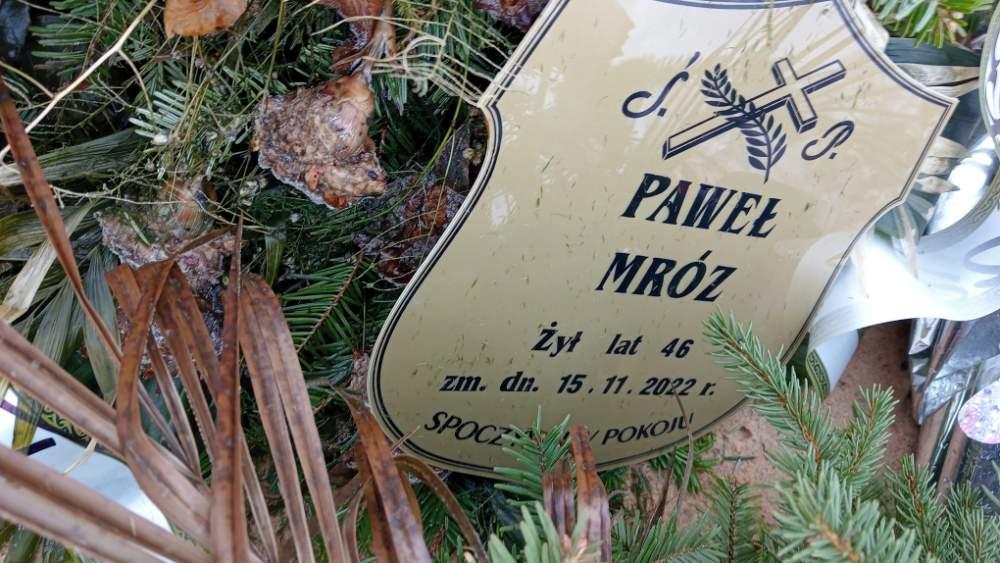 Ś. P.
PAWEŁ
MRÓZ
Żył lat 46
zm. dn. 15.11.2022 r.
POKOJU